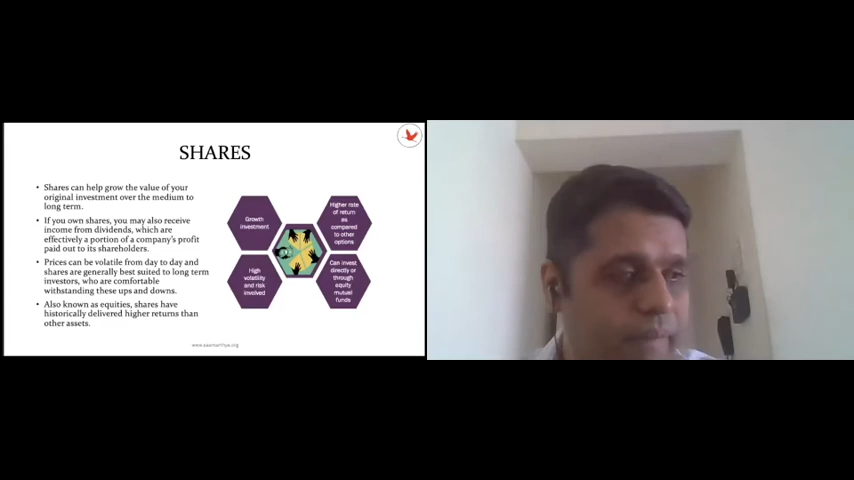 SHARES
• Shares can help grow the value of your
original investment over the medium to
long term.
• If you own shares, you may also receive
income from dividends, which are
effectively a portion of a company's profit
paid out to its shareholders.
• Prices can be volatile from day to day and
shares are generally best suited to long term
investors, who are comfortable
withstanding these ups and downs.
• Also known as equities, shares have
historically delivered higher returns than
other assets.
Growth
investment
Higher rate
of return
as
compared
to other
options
High
volatility
and risk
involved
Can invest
directly or
through
equity
mutual
funds
www.saamarthya.org